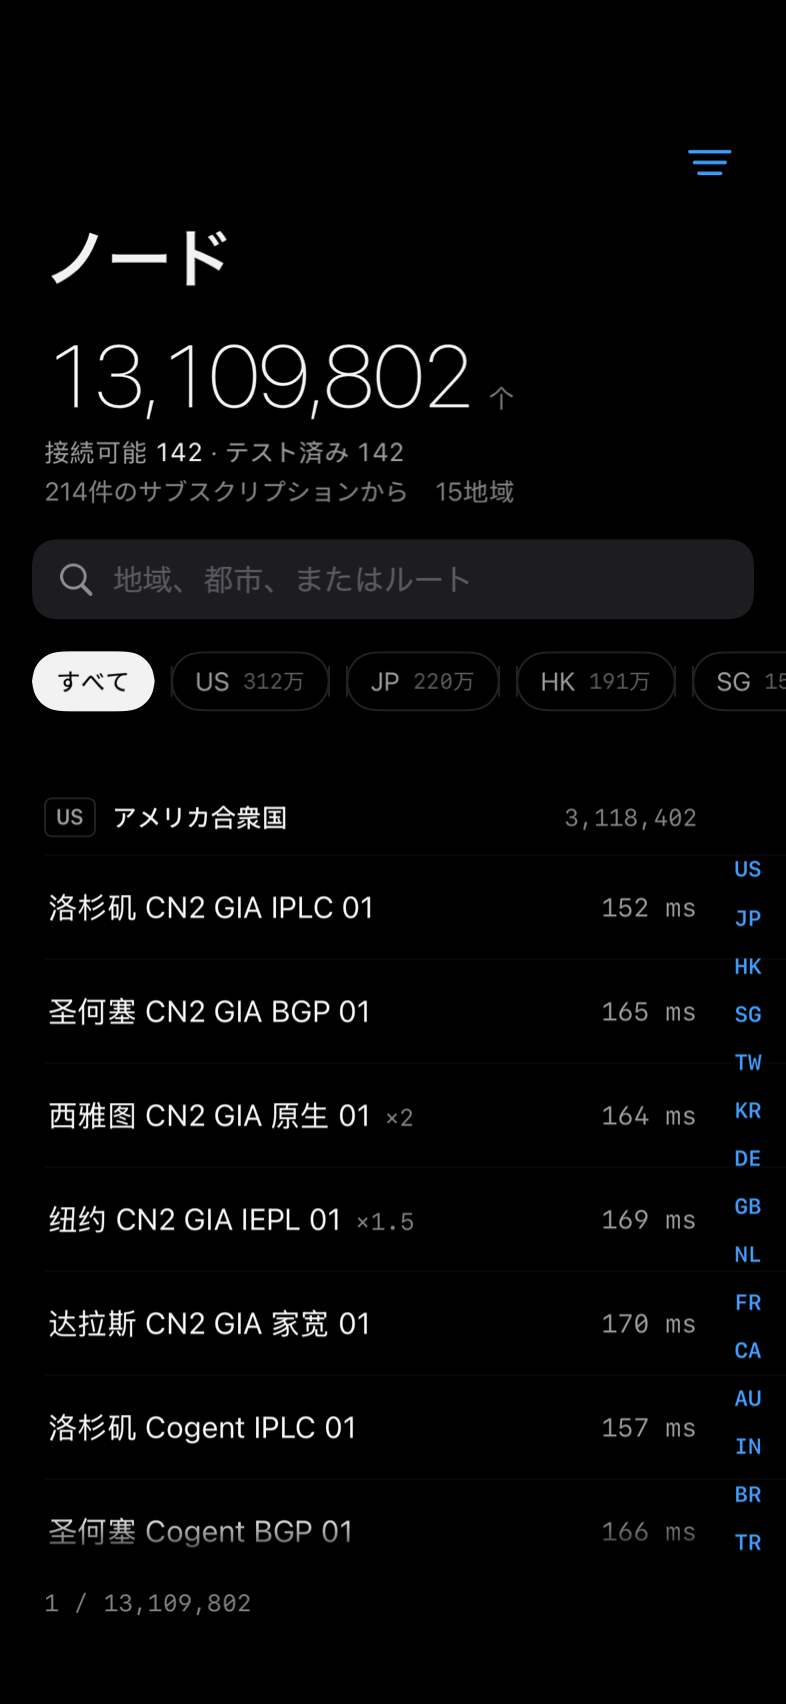 ノード
13,109,802 个
接続可能 142 · テスト済み 142
214件のサブスクリプションから 15地域
地域、都市、またはルート
すべて US 312万 JP 220万 HK 191万 SG 15
US アメリカ合衆国 3,118,402
US
洛杉矶 CN2 GIA IPLC 01 152 ms
JP
HK
圣何塞 CN2 GIA BGP 01 165 ms
SG
TW
西雅图 CN2 GIA 原生 01 ×2 164 ms
KR
DE
GB
纽约 CN2 GIA IEPL 01 ×1.5 169 ms
NL
FR
达拉斯 CN2 GIA 家宽 01 170 ms
CA
AU
洛杉矶 Cogent IPLC 01 157 ms
IN
BR
圣何塞 Cogent BGP 01 166 ms
TR
1 / 13,109,802